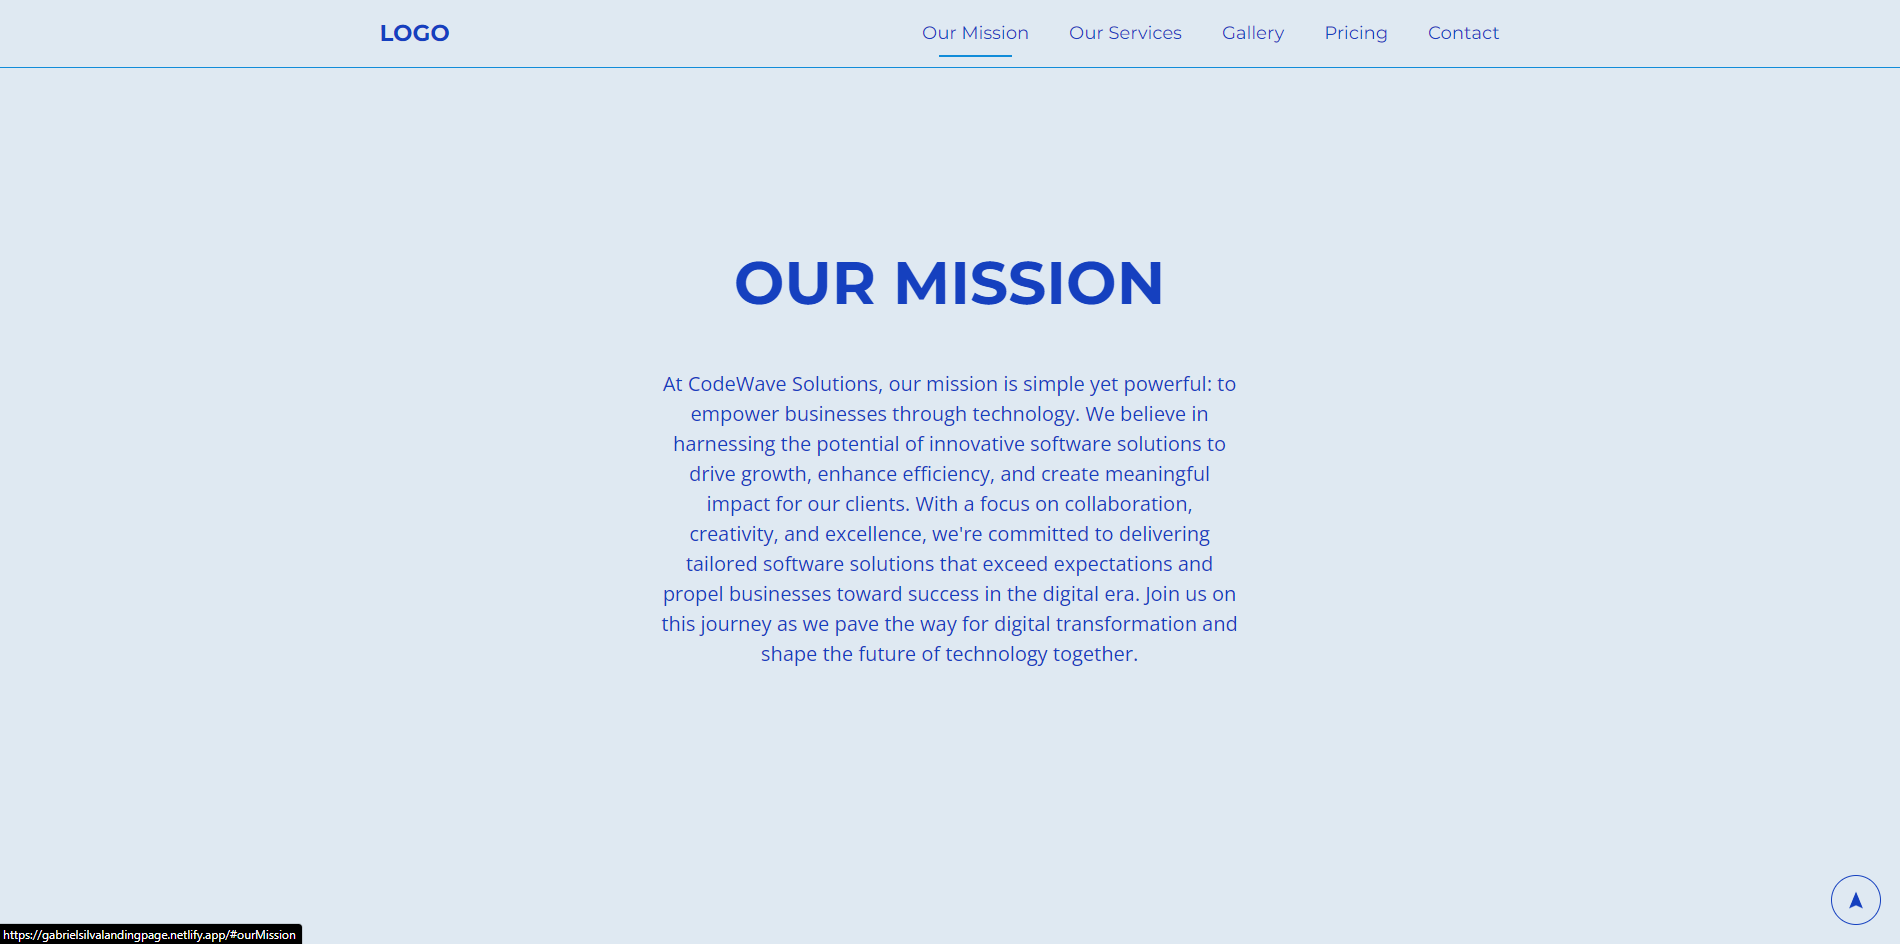 LOGO
Our Mission
Our Services
Gallery
Pricing
Contact
OUR MISSION
At CodeWave Solutions, our mission is simple yet powerful: to
empower businesses through technology. We believe in
harnessing the potential of innovative software solutions to
drive growth, enhance efficiency, and create meaningful
impact for our clients. With a focus on collaboration,
creativity, and excellence, we're committed to delivering
tailored software solutions that exceed expectations and
propel businesses toward success in the digital era. Join us on
this journey as we pave the way for digital transformation and
shape the future of technology together.
https://gabrielsilvalandingpage.netlify.app/#ourMission